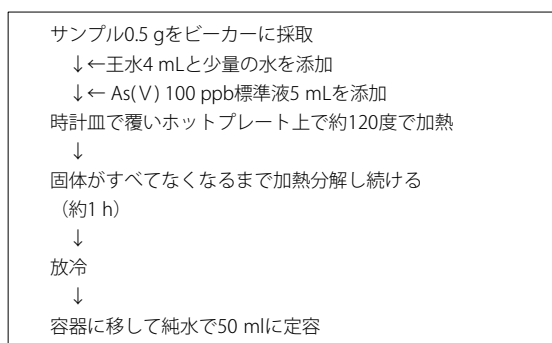 サンプル0.5 gをビーカーに採取
↓←王水4 mLと少量の水を添加
↓← As(Ⅴ) 100 ppb標準液5 mLを添加
時計皿で覆いホットプレート上で約120度で加熱
↓
固体がすべてなくなるまで加熱分解し続ける
（約1 h）
↓
放冷
↓
容器に移して純水で50 mlに定容